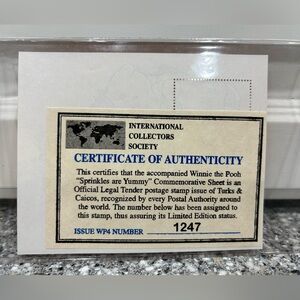 INTERNATIONAL
COLLECTORS
SOCIETY
CERTIFICATE OF AUTHENTICITY
This certifies that the accompanied Winnie the Pooh
"Sprinkles are Yummy" Commemorative Sheet is an
Official Legal Tender postage stamp issue of Turks &
Caicos, recognized by every Postal Authority around
the world. The number below has been assigned to
this stamp, thus assuring its Limited Edition status.
ISSUE WP4 NUMBER 1247